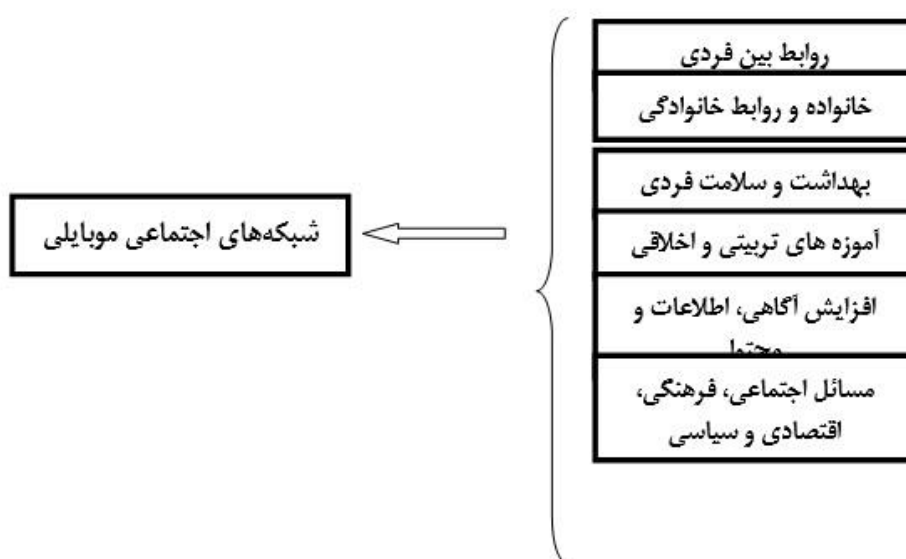 روابط بین فردی
خانواده و روابط خانوادگی
بهداشت و سلامت فردی
آموزه های تربیتی و اخلاقی
افزایش آگاهی، اطلاعات و
مسائل اجتماعی، فرهنگی،
اقتصادی و سیاسی
شبکه‌های اجتماعی موبایلی